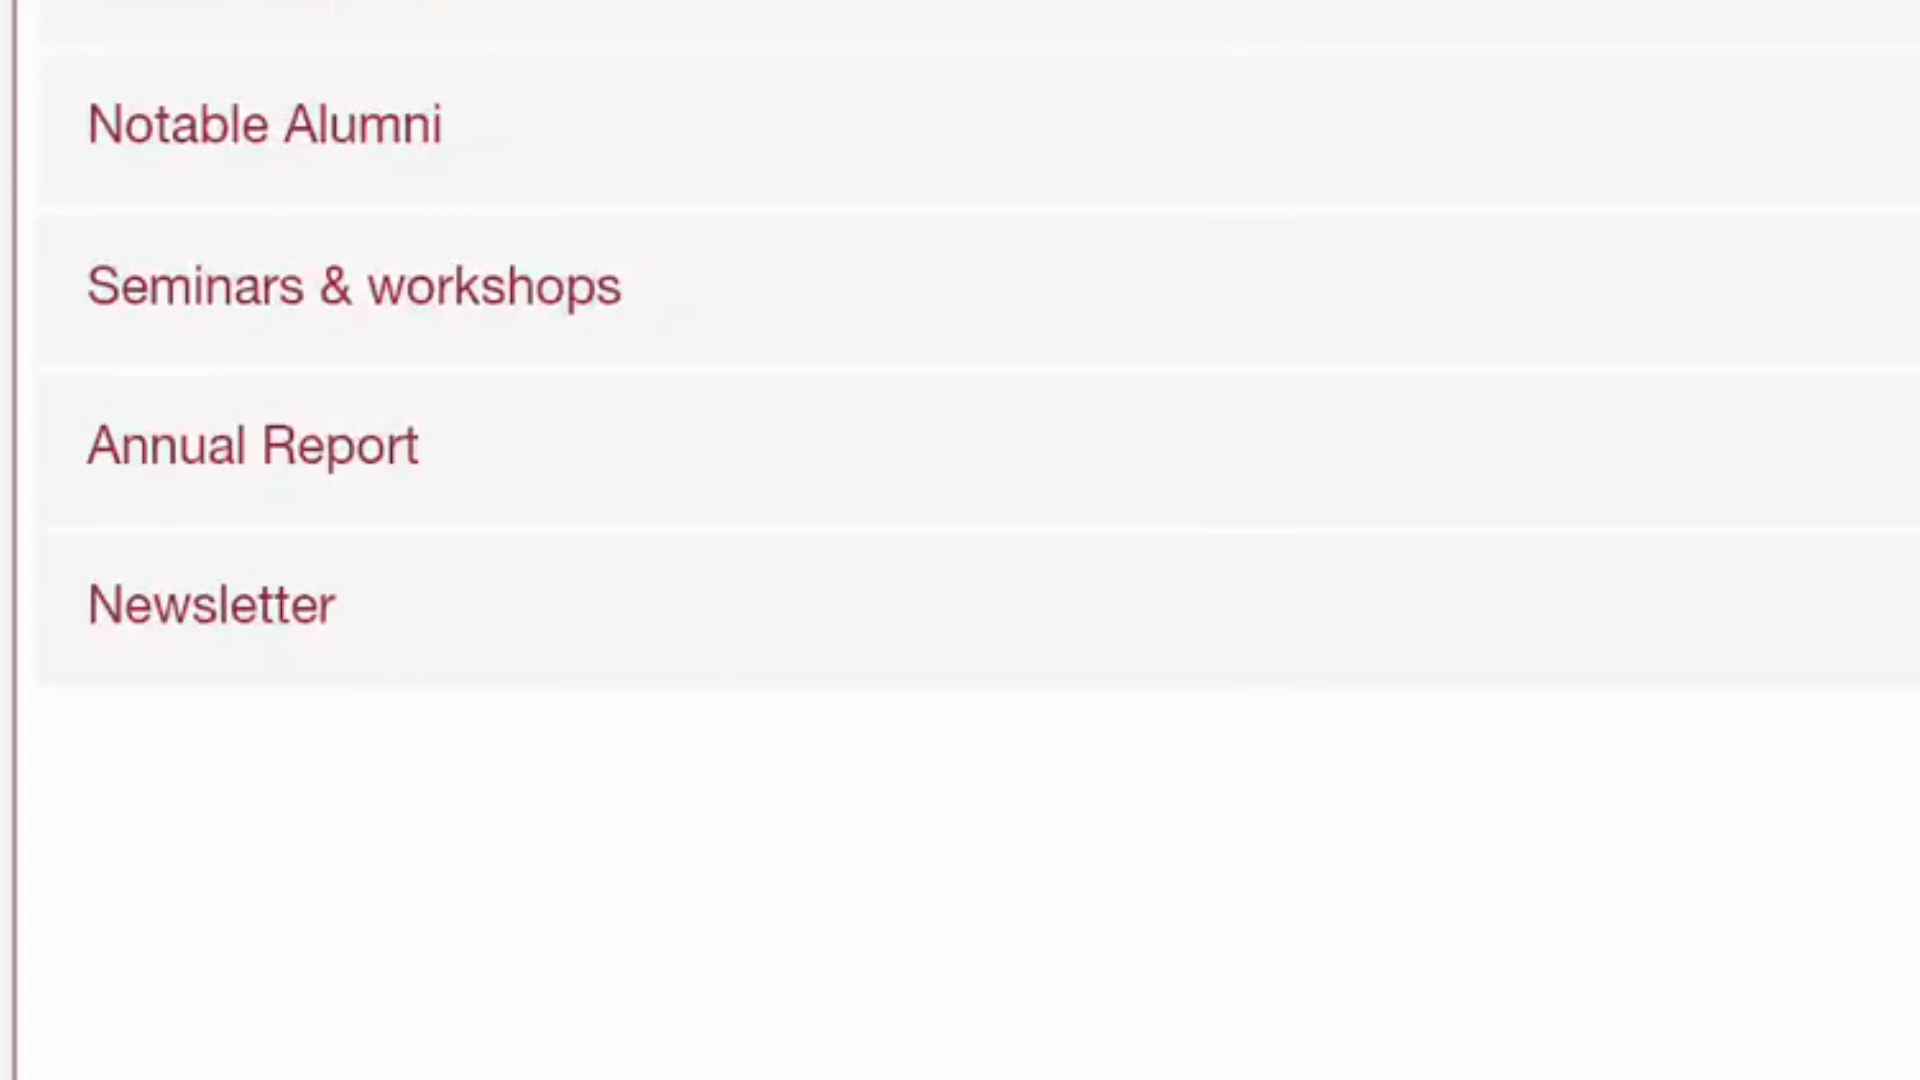 Notable Alumni
Seminars & workshops
Annual Report
Newsletter